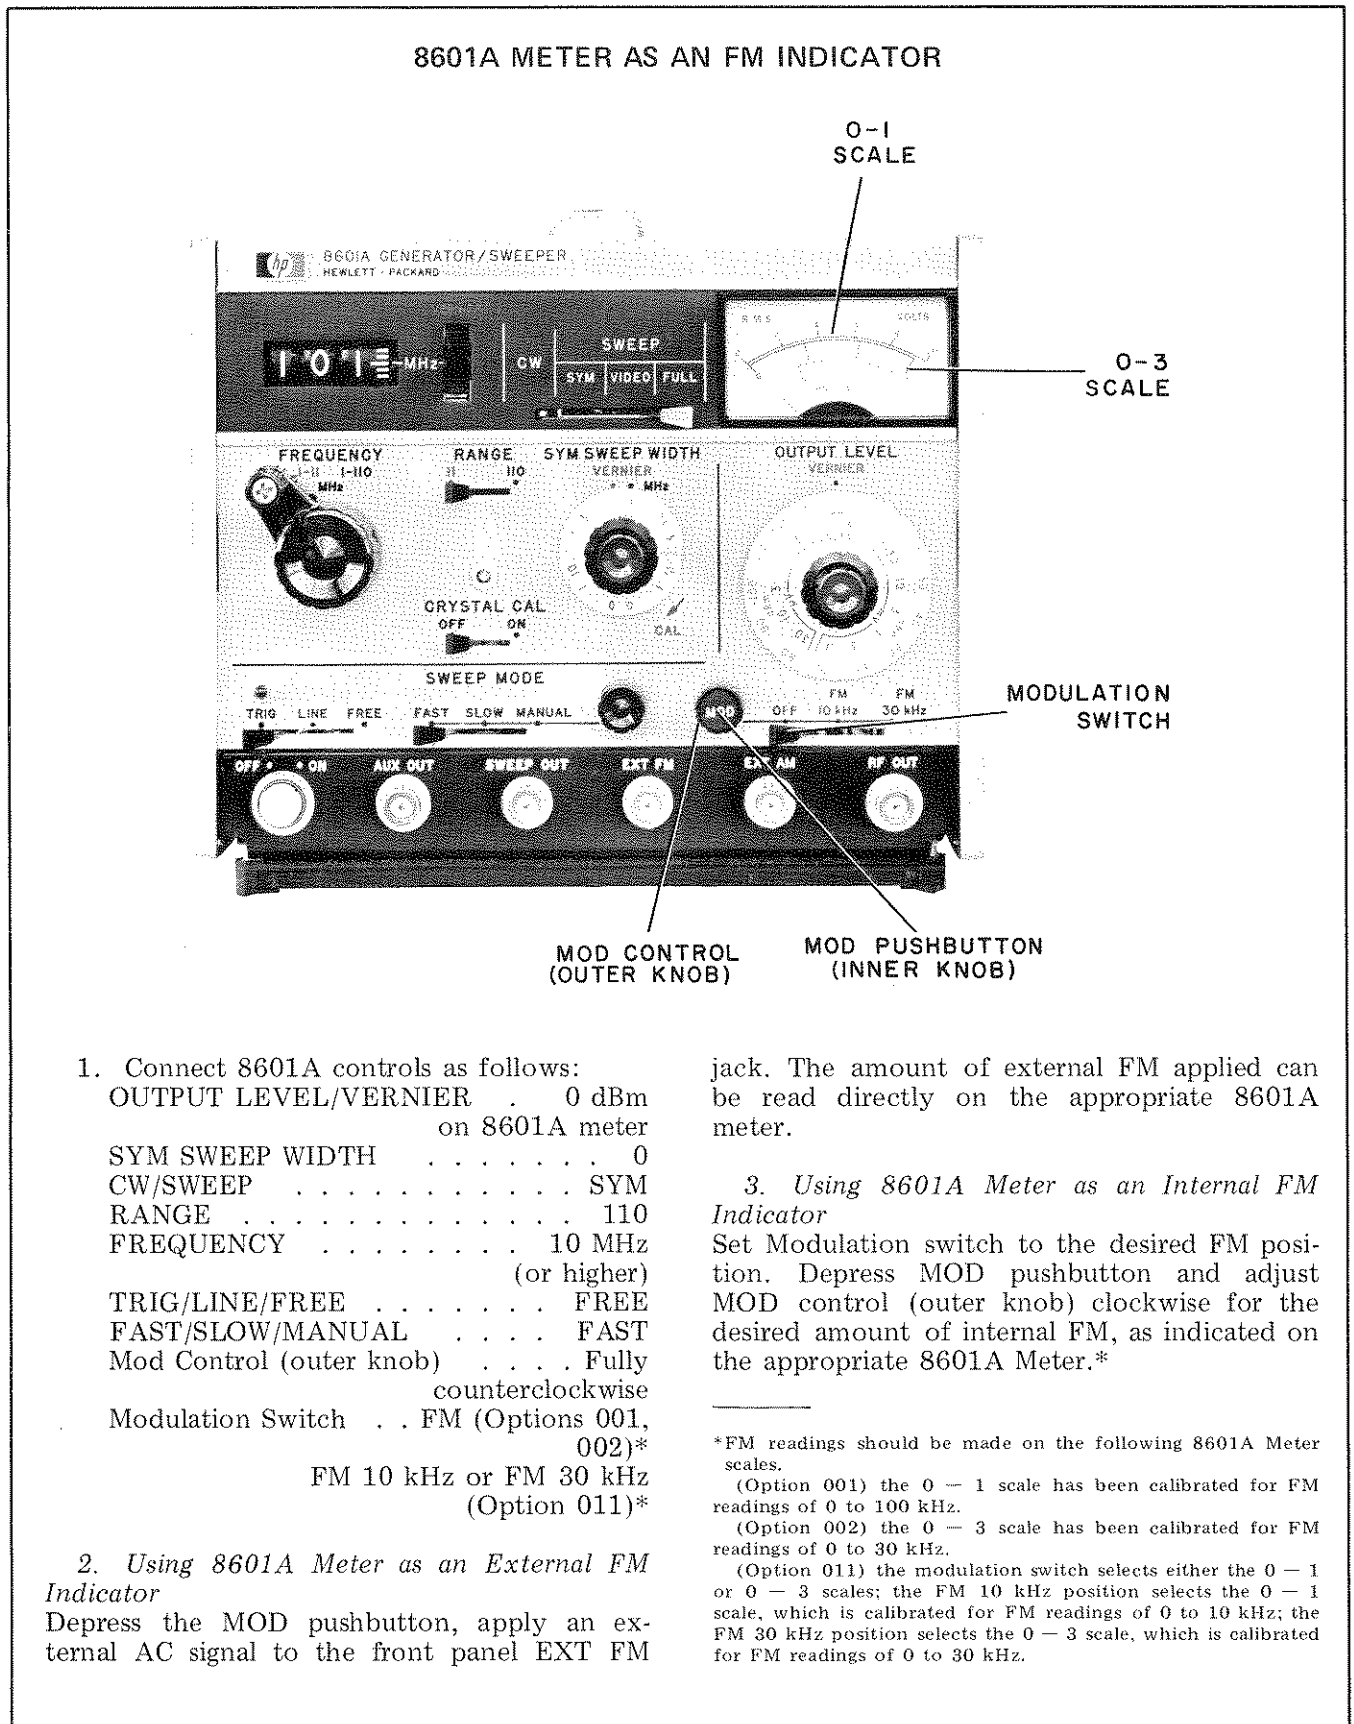 8601A METER AS AN FM INDICATOR
0-1
SCALE
hp
8601A GENERATOR/SWEEPER
HEWLETT · PACKARD
RMS
VOLTS
0-3
SCALE
1 0 1
MHz
CW
SWEEP
SYM VIDEO FULL
FREQUENCY
1-11 1-110
MHz
RANGE
11 110
SYM SWEEP WIDTH
VERNIER
MHz
OUTPUT LEVEL
VERNIER
CRYSTAL CAL
OFF ON
10
0 0
CAL
SWEEP MODE
TRIG LINE FREE
FAST SLOW MANUAL
MOD
OFF
FM
10 kHz
FM
30 kHz
MODULATION
SWITCH
OFF ON
AUX OUT
SWEEP OUT
EXT FM
EXT AM
RF OUT
MOD CONTROL
(OUTER KNOB)
MOD PUSHBUTTON
(INNER KNOB)
1. Connect 8601A controls as follows:
OUTPUT LEVEL/VERNIER . 0 dBm
on 8601A meter
SYM SWEEP WIDTH . . . . . . . 0
CW/SWEEP . . . . . . . . . . . . SYM
RANGE . . . . . . . . . . . . . . 110
FREQUENCY . . . . . . . . 10 MHz
(or higher)
TRIG/LINE/FREE . . . . . . . FREE
FAST/SLOW/MANUAL . . . . FAST
Mod Control (outer knob) . . . . Fully
counterclockwise
Modulation Switch . . FM (Options 001,
002)*
FM 10 kHz or FM 30 kHz
(Option 011)*
2. Using 8601A Meter as an External FM
Indicator
Depress the MOD pushbutton, apply an ex-
ternal AC signal to the front panel EXT FM
jack. The amount of external FM applied can
be read directly on the appropriate 8601A
meter.
3. Using 8601A Meter as an Internal FM
Indicator
Set Modulation switch to the desired FM posi-
tion. Depress MOD pushbutton and adjust
MOD control (outer knob) clockwise for the
desired amount of internal FM, as indicated on
the appropriate 8601A Meter.*
*FM readings should be made on the following 8601A Meter
scales.
(Option 001) the 0 — 1 scale has been calibrated for FM
readings of 0 to 100 kHz.
(Option 002) the 0 — 3 scale has been calibrated for FM
readings of 0 to 30 kHz.
(Option 011) the modulation switch selects either the 0 — 1
or 0 — 3 scales; the FM 10 kHz position selects the 0 — 1
scale, which is calibrated for FM readings of 0 to 10 kHz; the
FM 30 kHz position selects the 0 — 3 scale, which is calibrated
for FM readings of 0 to 30 kHz.